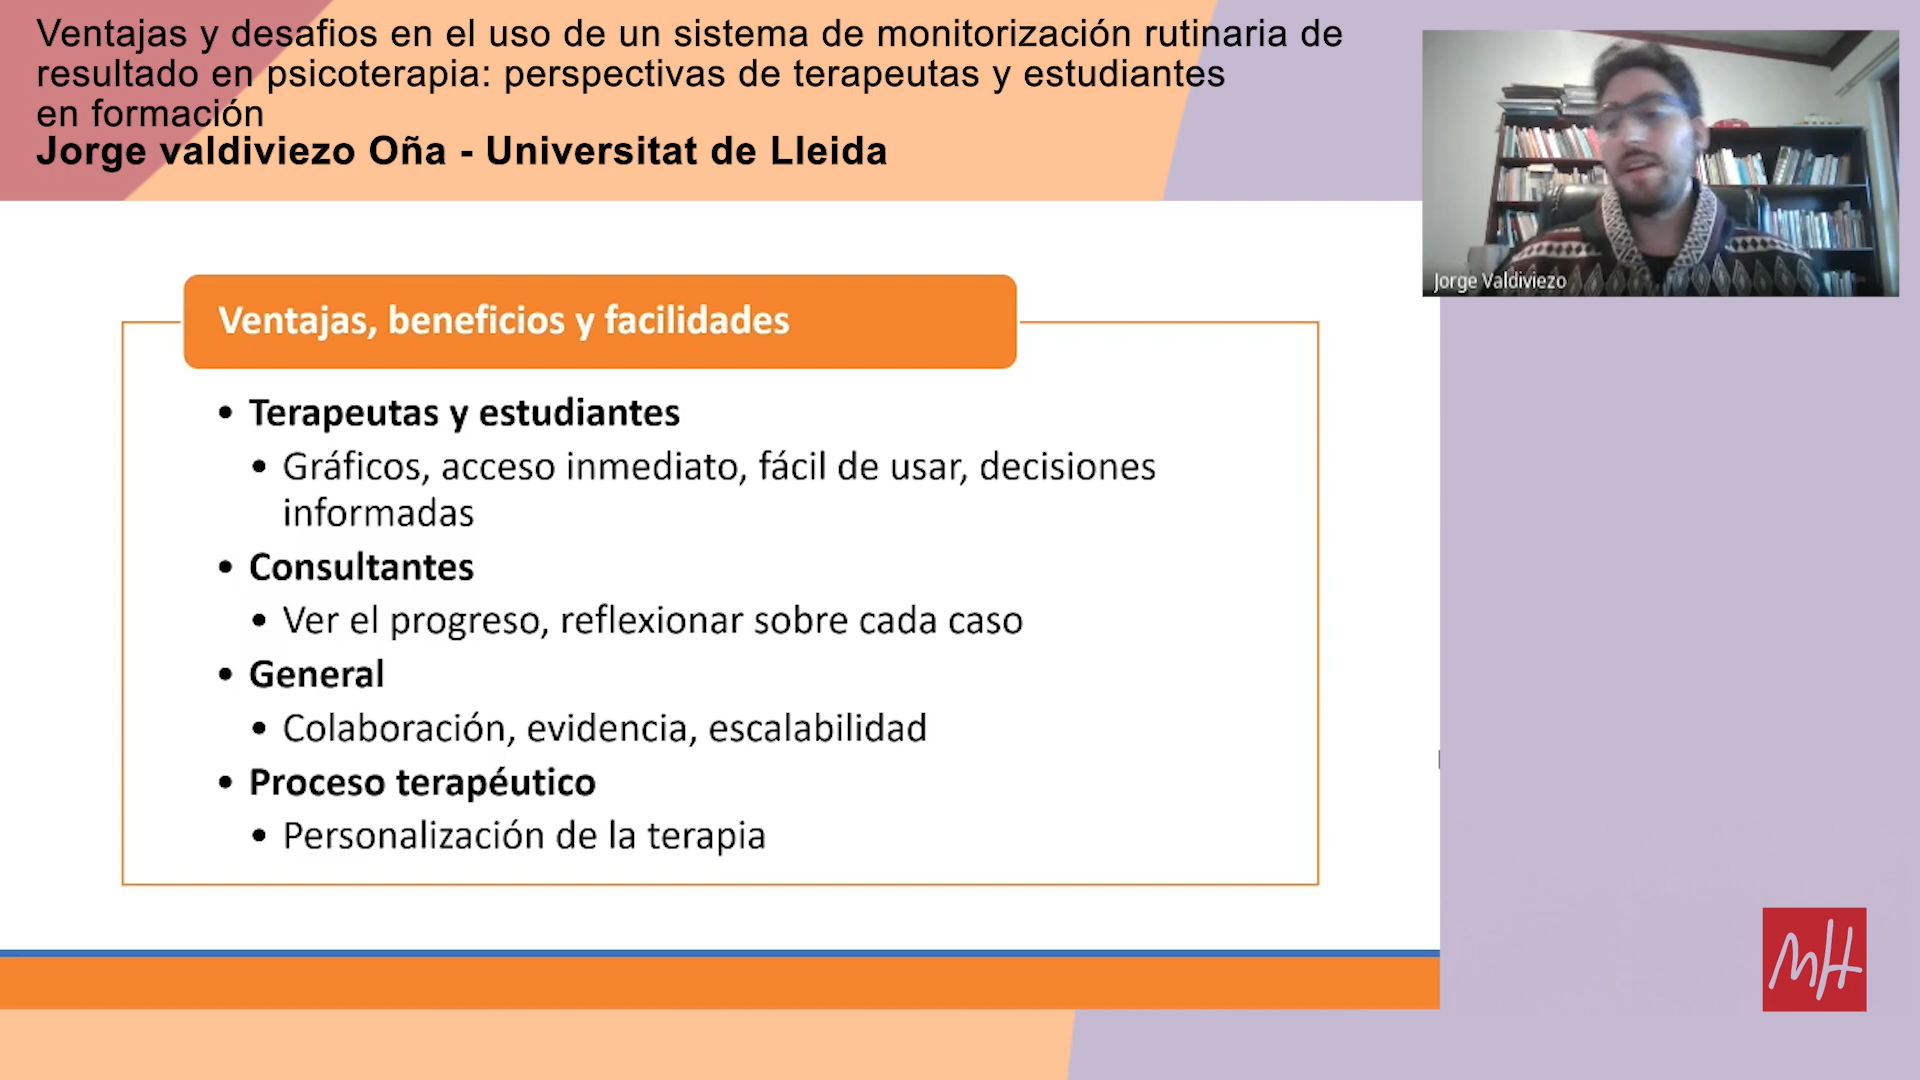 Ventajas y desafios en el uso de un sistema de monitorización rutinaria de
resultado en psicoterapia: perspectivas de terapeutas y estudiantes
en formación
Jorge valdiviezo Oña - Universitat de Lleida
Jorge Valdiviezo
Ventajas, beneficios y facilidades
• Terapeutas y estudiantes
• Gráficos, acceso inmediato, fácil de usar, decisiones
informadas
• Consultantes
• Ver el progreso, reflexionar sobre cada caso
• General
• Colaboración, evidencia, escalabilidad
• Proceso terapéutico
• Personalización de la terapia
MH